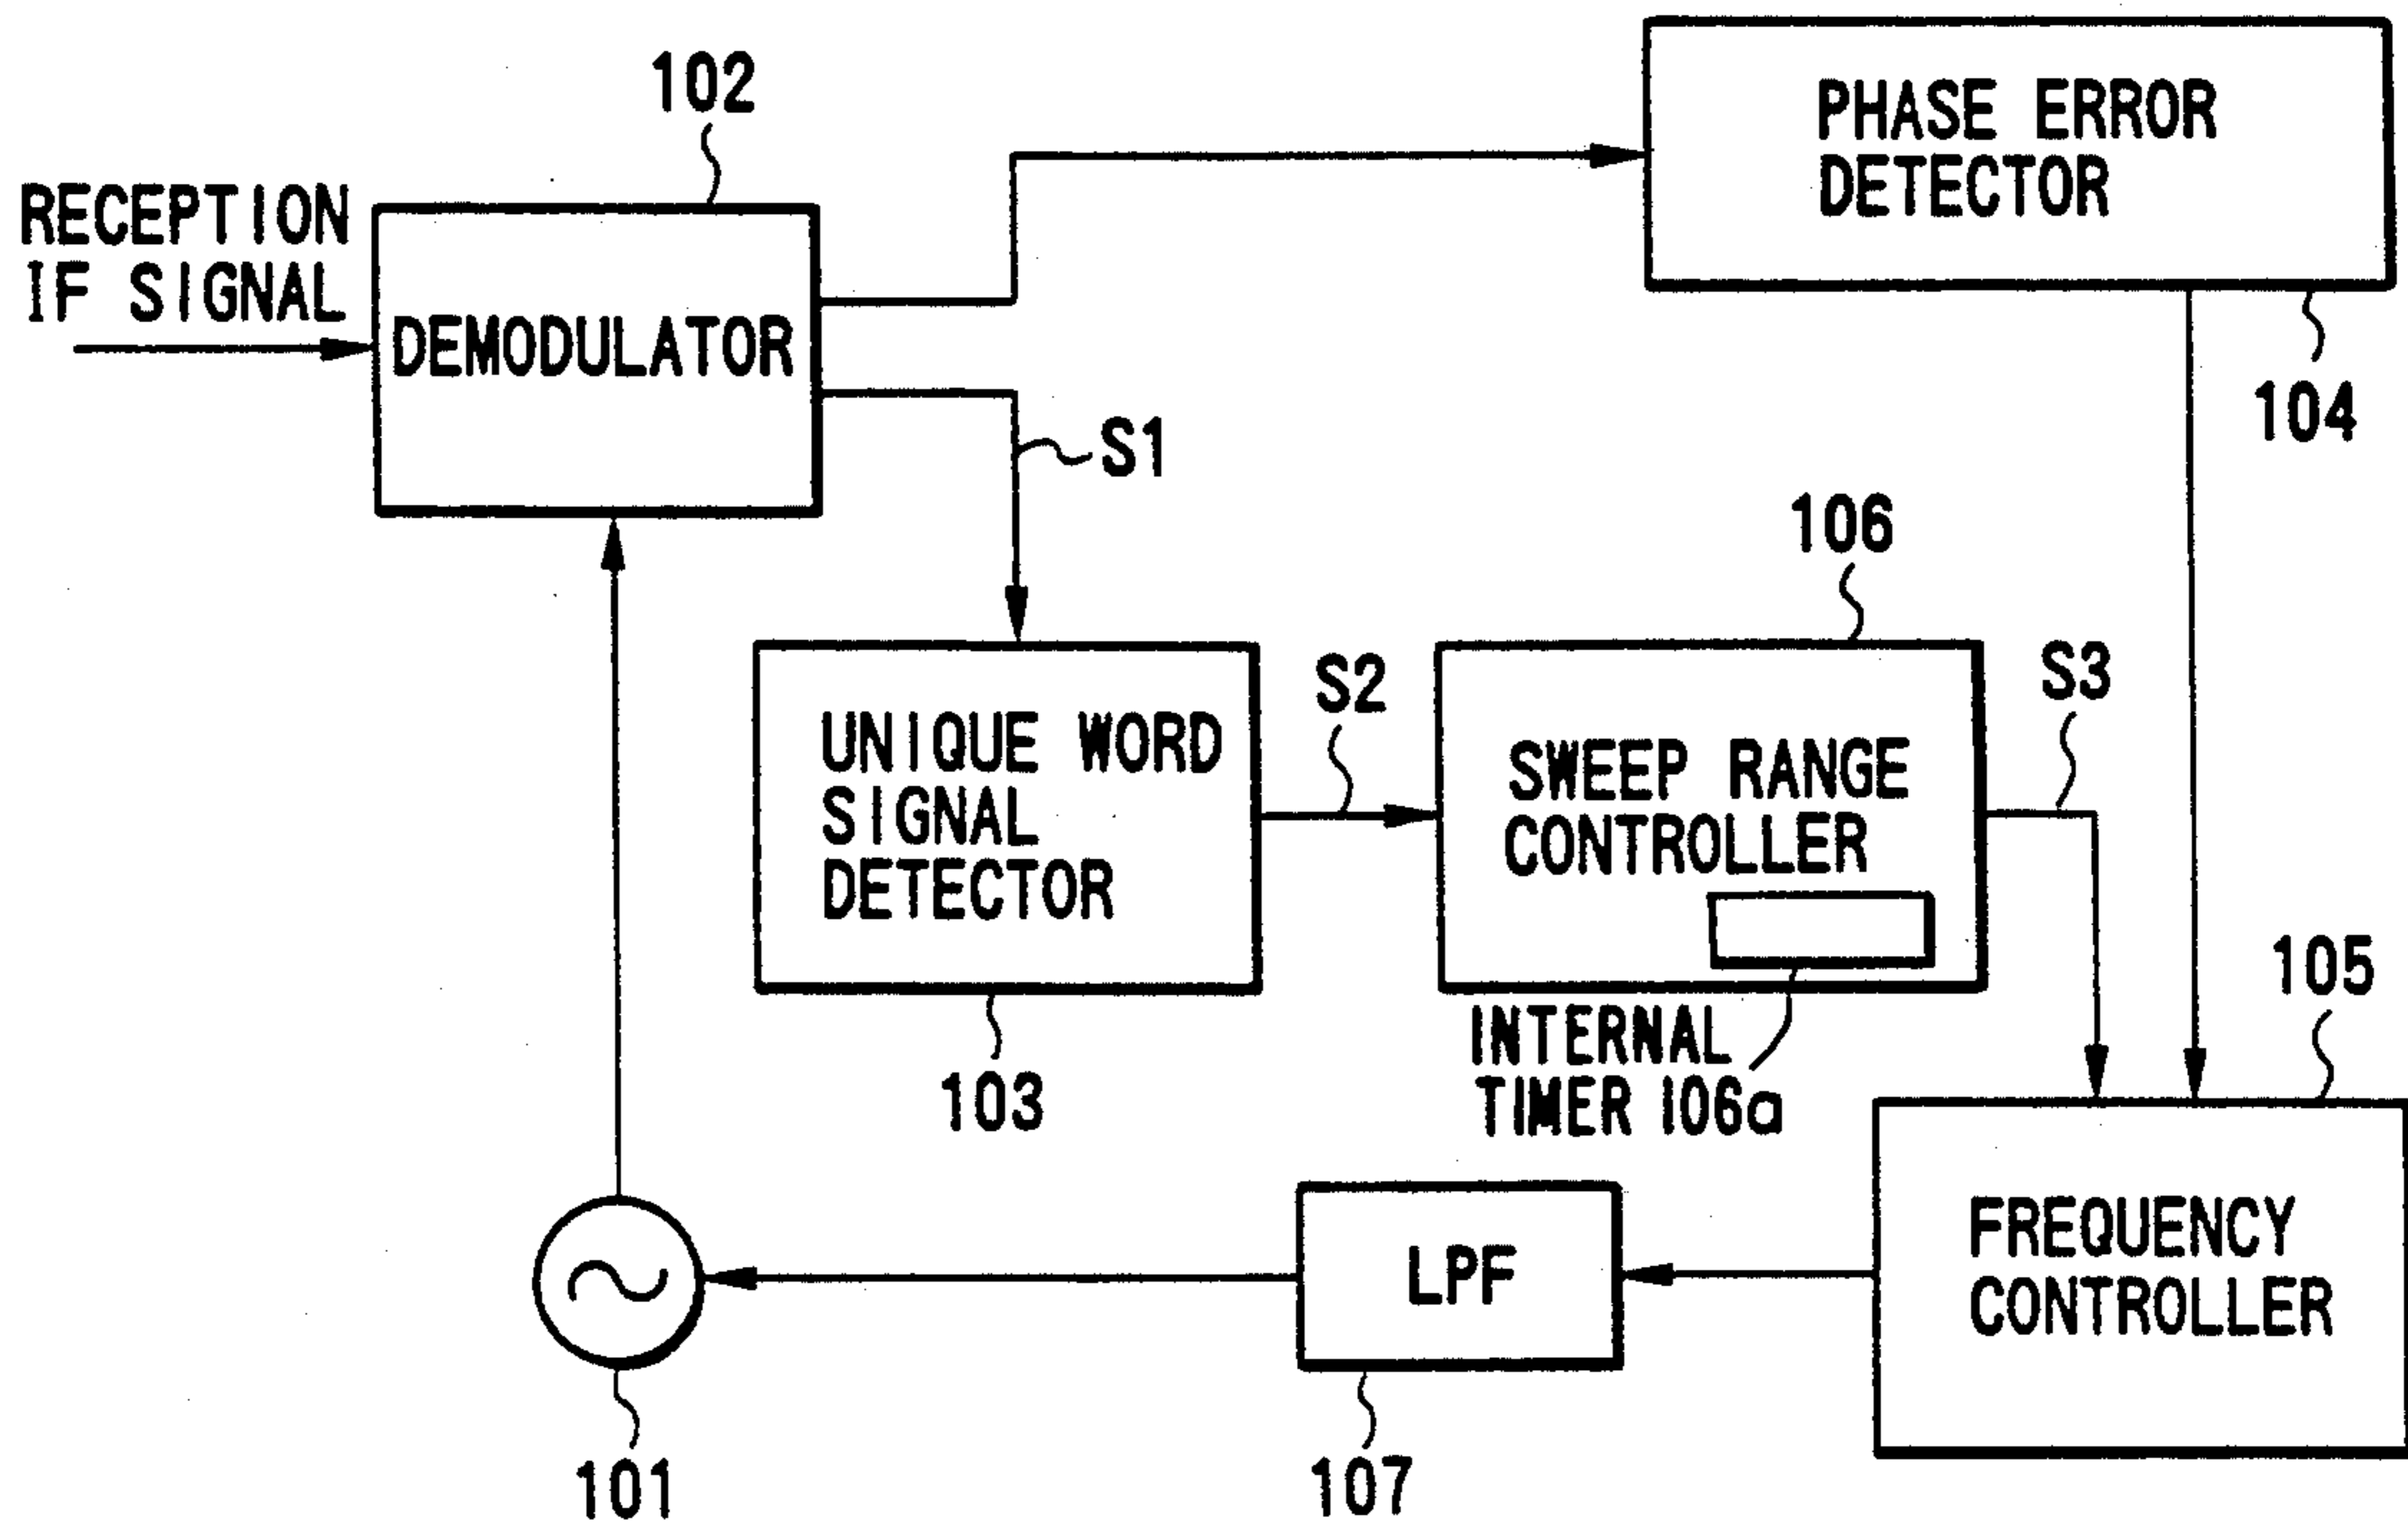 102
PHASE ERROR
DETECTOR
RECEPTION
IF SIGNAL
DEMODULATOR
104
S1
106
S2
S3
UNIQUE WORD
SIGNAL
DETECTOR
SWEEP RANGE
CONTROLLER
105
INTERNAL
TIMER 106a
103
FREQUENCY
CONTROLLER
LPF
101
107